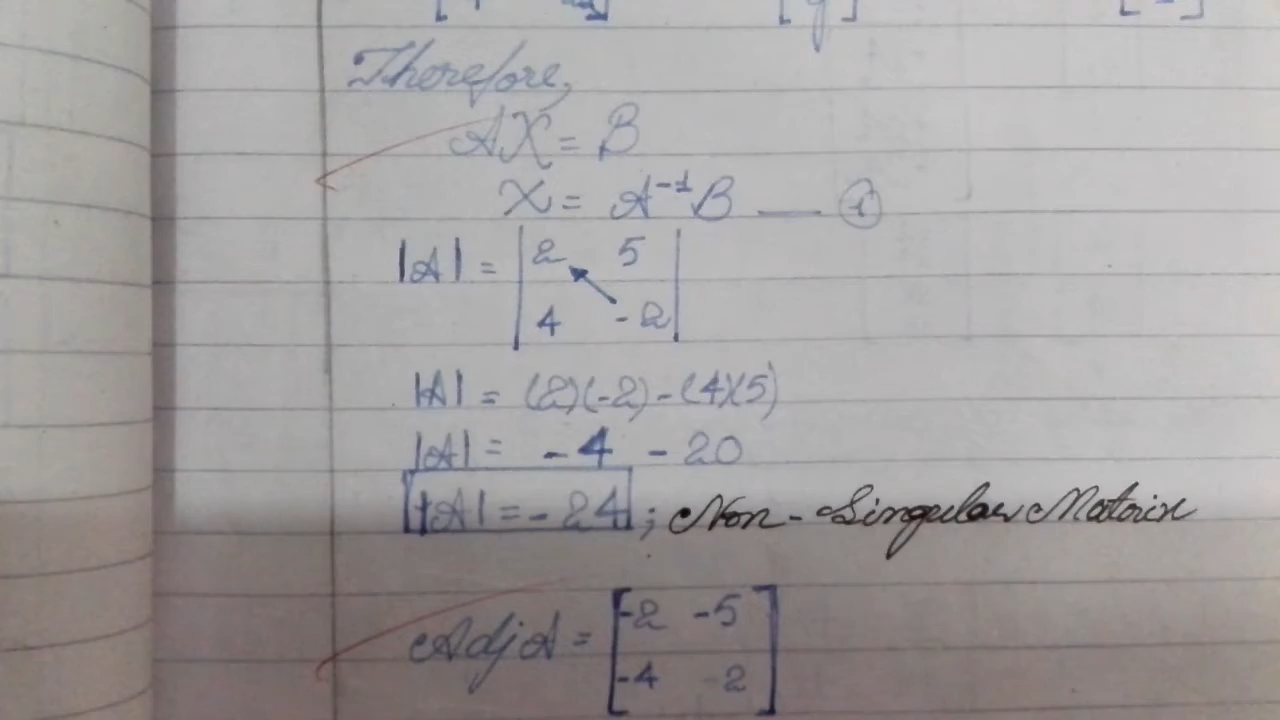 Therefore,
AX = B
X = A⁻¹B — ①
|A| = | 2 5 |
| 4 -2 |
|A| = (2)(-2) - (4)(5)
|A| = - 4 - 20
|A| = - 24 ; Non - Singular Matrix
Adj A = [ -2 -5 ]
[ -4 2 ]